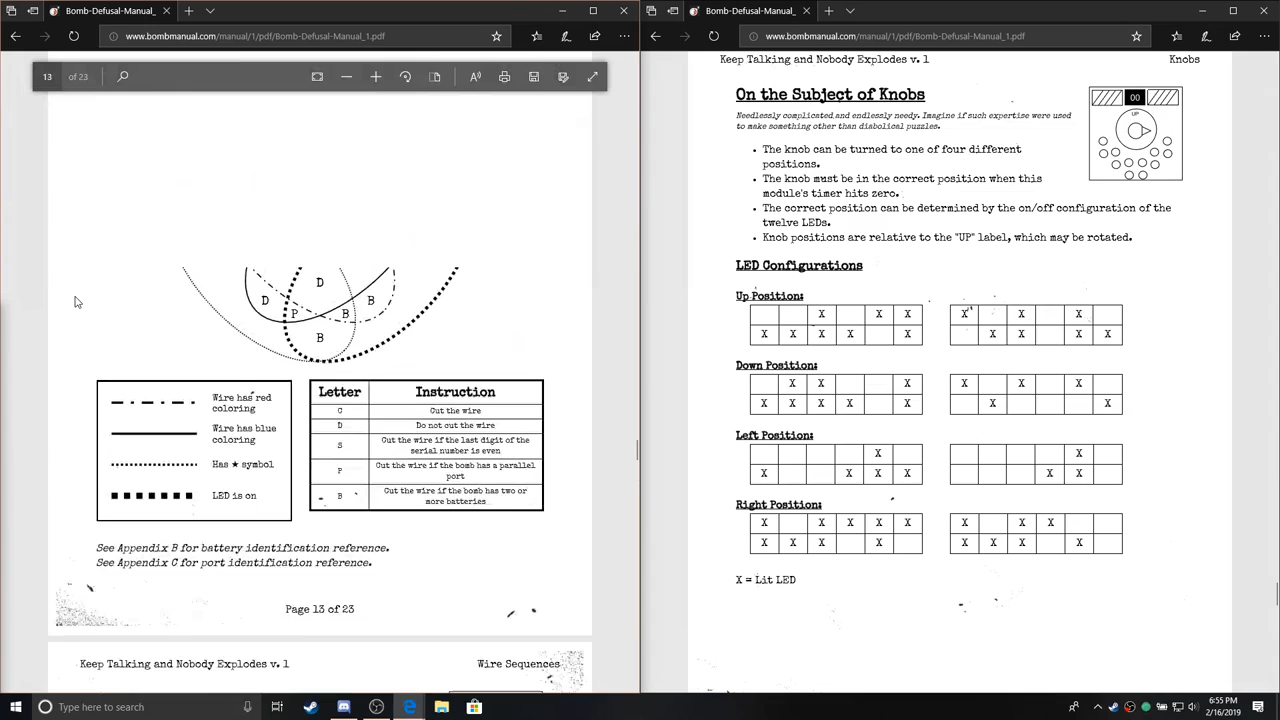 Bomb-Defusal-Manual_1.pdf
www.bombmanual.com/manual/1/pdf/Bomb-Defusal-Manual_1.pdf
13 of 23
D
D
B
P
B
B
Wire has red
coloring
Wire has blue
coloring
Has ★ symbol
LED is on
Letter Instruction
C Cut the wire
D Do not cut the wire
S Cut the wire if the last digit of the
serial number is even
P Cut the wire if the bomb has a parallel
port
B Cut the wire if the bomb has two or
more batteries
See Appendix B for battery identification reference.
See Appendix C for port identification reference.
Page 13 of 23
Keep Talking and Nobody Explodes v. 1 Wire Sequences
Bomb-Defusal-Manual_1.pdf
www.bombmanual.com/manual/1/pdf/Bomb-Defusal-Manual_1.pdf
Keep Talking and Nobody Explodes v. 1 Knobs
On the Subject of Knobs
Needlessly complicated and endlessly needy. Imagine if such expertise were used
to make something other than diabolical puzzles.
00
UP
• The knob can be turned to one of four different
positions.
• The knob must be in the correct position when this
module's timer hits zero.
• The correct position can be determined by the on/off configuration of the
twelve LEDs.
• Knob positions are relative to the "UP" label, which may be rotated.
LED Configurations
Up Position:
X X X X X X
X X X X X X X X X
Down Position:
X X X X X X
X X X X X X X
Left Position:
X X
X X X X X X
Right Position:
X X X X X X X
X X X X X X X X
X = Lit LED
Type here to search
6:55 PM
2/16/2019